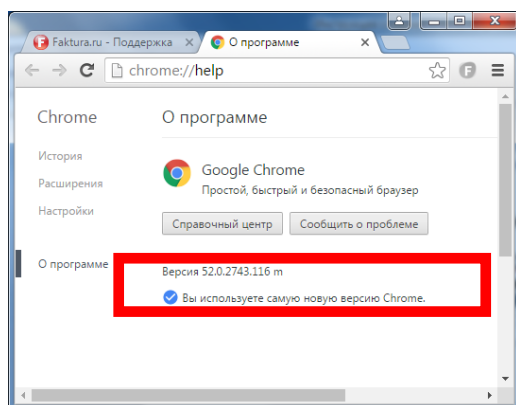 Faktura.ru - Поддержка
О программе
chrome://help
Chrome
О программе
История
Расширения
Настройки
О программе
Google Chrome
Простой, быстрый и безопасный браузер
Справочный центр
Сообщить о проблеме
Версия 52.0.2743.116 m
Вы используете самую новую версию Chrome.